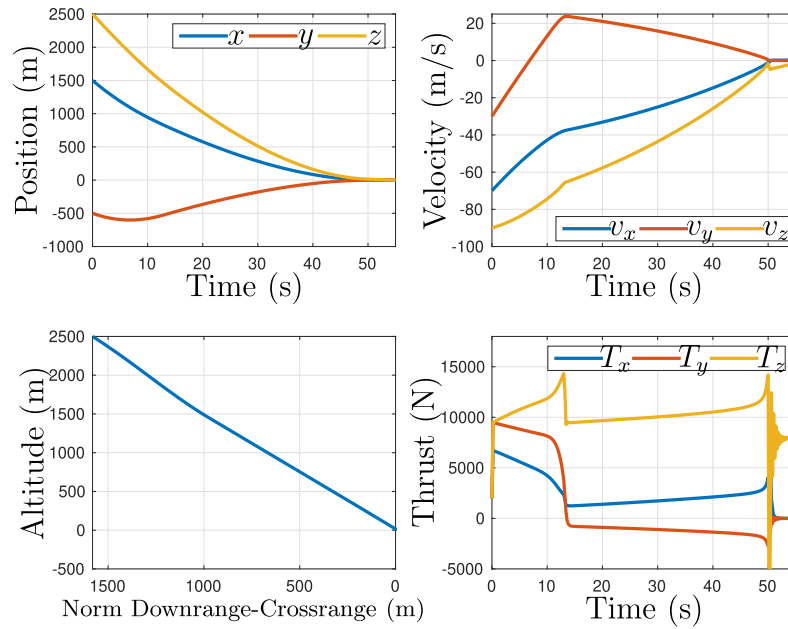 2500
2000
1500
1000
500
0
-500
-1000
Position (m)
x y z
0 10 20 30 40 50
Time (s)
20
0
-20
-40
-60
-80
-100
Velocity (m/s)
v_x v_y v_z
0 10 20 30 40 50
Time (s)
2500
2000
1500
1000
500
0
-500
Altitude (m)
1500 1000 500 0
Norm Downrange-Crossrange (m)
15000
10000
5000
0
-5000
Thrust (N)
T_x T_y T_z
0 10 20 30 40 50
Time (s)